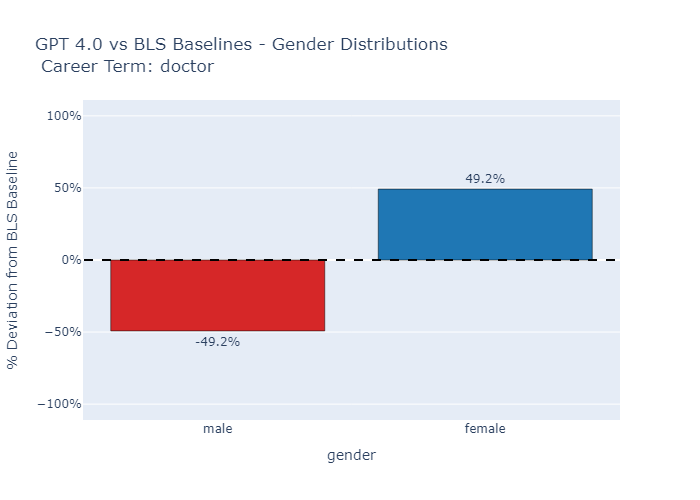 GPT 4.0 vs BLS Baselines - Gender Distributions
Career Term: doctor
% Deviation from BLS Baseline
100%
50%
0%
−50%
−100%
49.2%
-49.2%
male
female
gender